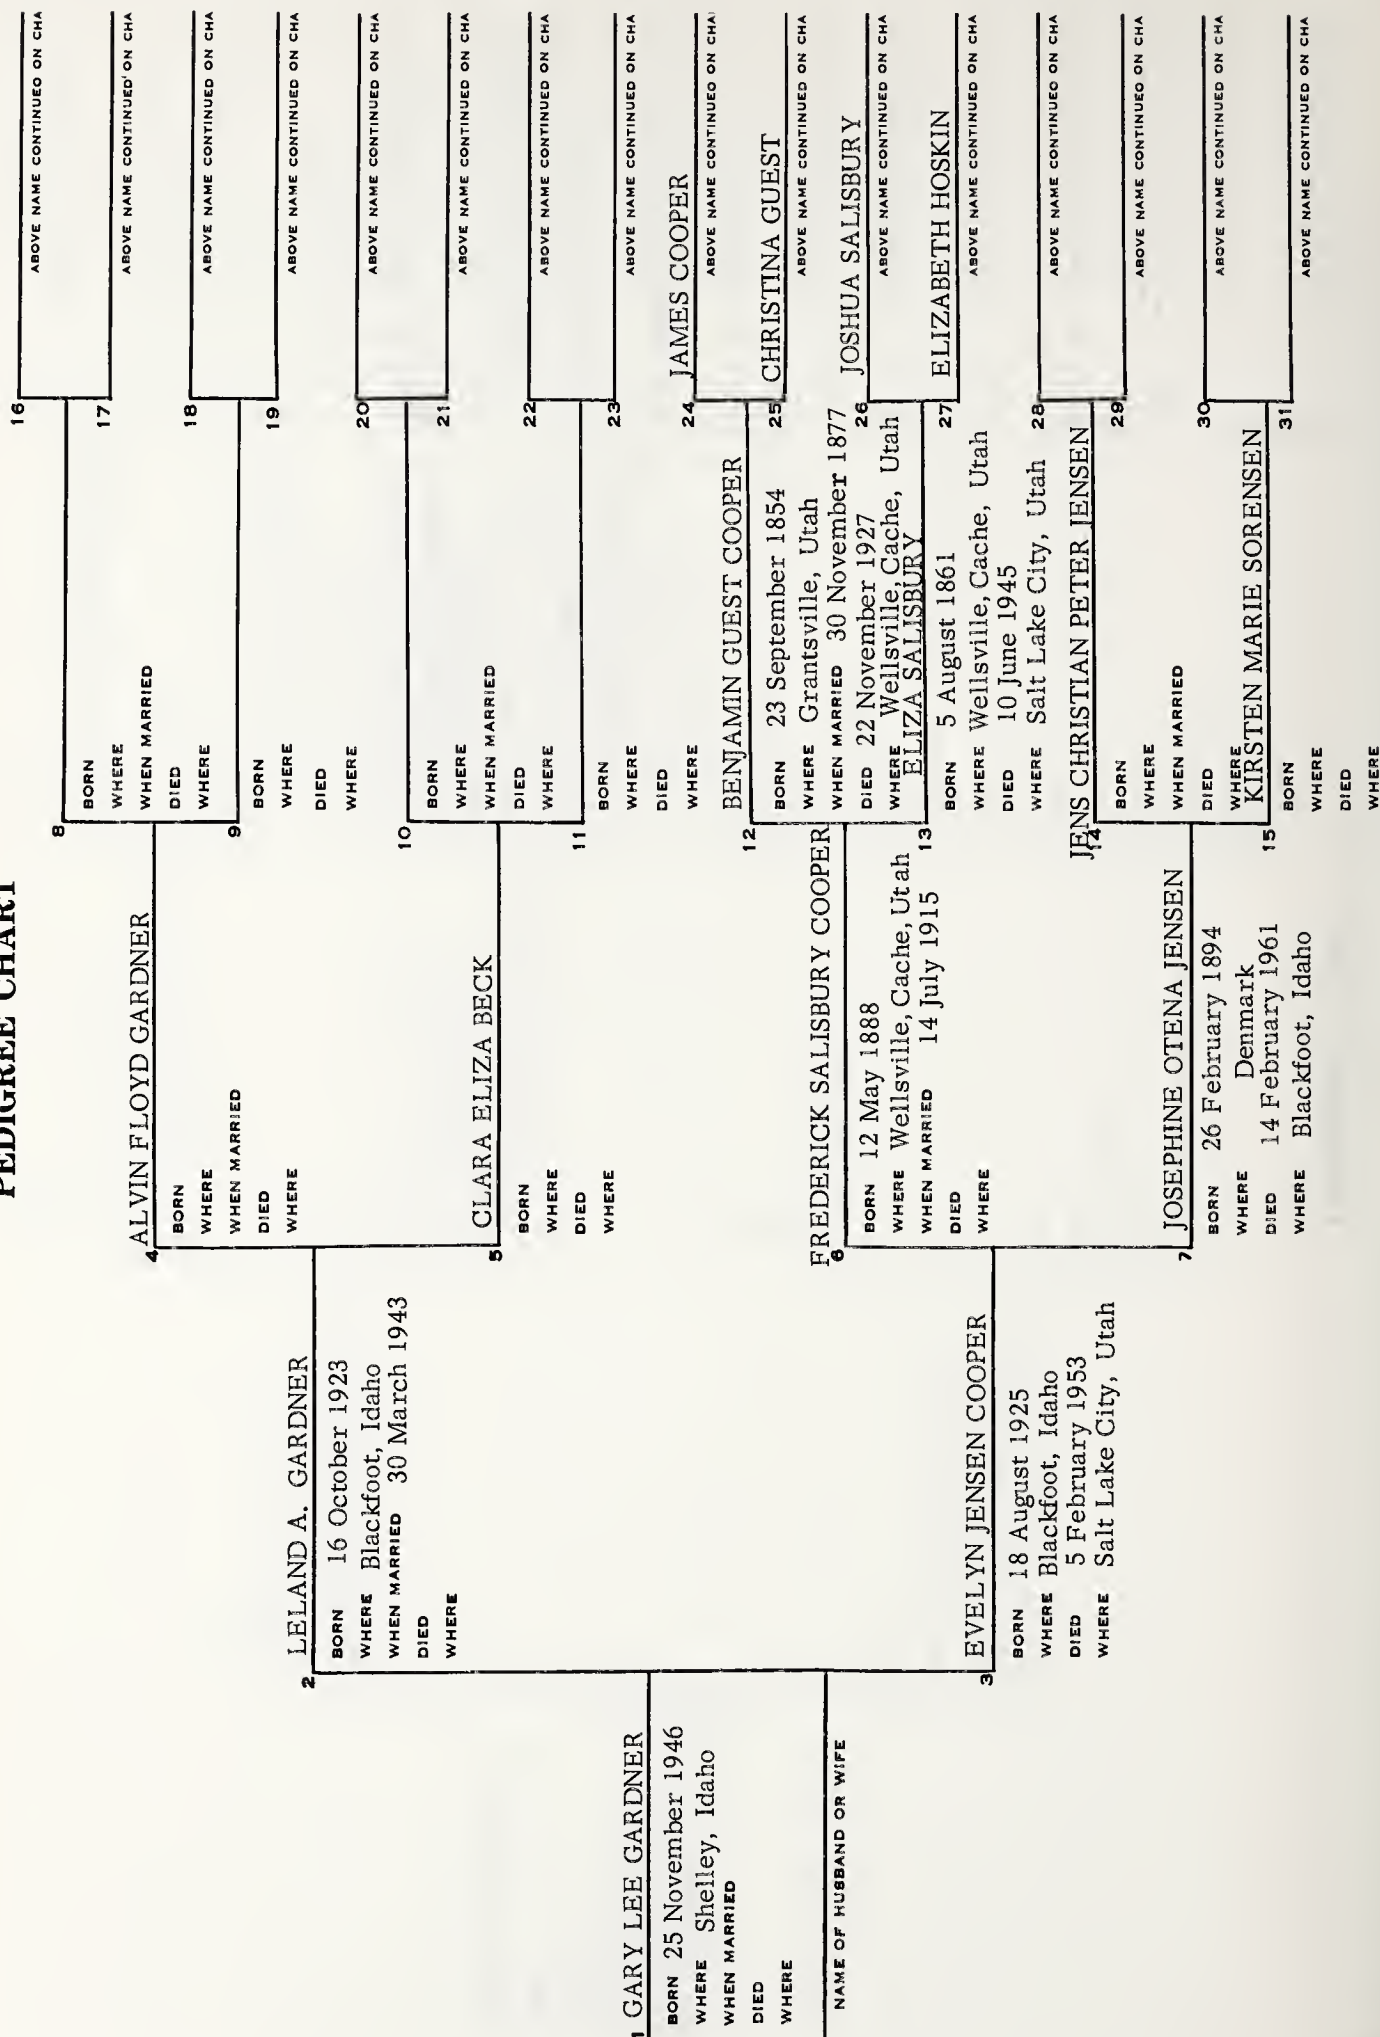 PEDIGREE CHART
GARY LEE GARDNER
BORN 25 November 1946
WHERE Shelley, Idaho
WHEN MARRIED
DIED
WHERE
NAME OF HUSBAND OR WIFE
2
LELAND A. GARDNER
BORN 16 October 1923
WHERE Blackfoot, Idaho
WHEN MARRIED 30 March 1943
DIED
WHERE
3
EVELYN JENSEN COOPER
BORN 18 August 1925
WHERE Blackfoot, Idaho
DIED 5 February 1953
WHERE Salt Lake City, Utah
4
ALVIN FLOYD GARDNER
BORN
WHERE
WHEN MARRIED
DIED
WHERE
5
CLARA ELIZA BECK
BORN
WHERE
DIED
WHERE
6
FREDERICK SALISBURY COOPER
BORN 12 May 1888
WHERE Wellsville, Cache, Utah
WHEN MARRIED 14 July 1915
DIED
WHERE
7
JOSEPHINE OTENA JENSEN
BORN 26 February 1894
WHERE Denmark
DIED 14 February 1961
WHERE Blackfoot, Idaho
8
BORN
WHERE
WHEN MARRIED
DIED
WHERE
9
BORN
WHERE
DIED
WHERE
10
BORN
WHERE
WHEN MARRIED
DIED
WHERE
11
BORN
WHERE
DIED
WHERE
12
BENJAMIN GUEST COOPER
BORN 23 September 1854
WHERE Grantsville, Utah
WHEN MARRIED 30 November 1877
DIED 22 November 1927
WHERE Wellsville, Cache, Utah
13
ELIZA SALISBURY
BORN 5 August 1861
WHERE Wellsville, Cache, Utah
DIED 10 June 1945
WHERE Salt Lake City, Utah
14
JENS CHRISTIAN PETER JENSEN
BORN
WHERE
WHEN MARRIED
DIED
WHERE
15
KIRSTEN MARIE SORENSEN
BORN
WHERE
DIED
WHERE
16
ABOVE NAME CONTINUED ON CHA
17
ABOVE NAME CONTINUED ON CHA
18
ABOVE NAME CONTINUED ON CHA
19
ABOVE NAME CONTINUED ON CHA
20
ABOVE NAME CONTINUED ON CHA
21
ABOVE NAME CONTINUED ON CHA
22
ABOVE NAME CONTINUED ON CHA
23
ABOVE NAME CONTINUED ON CHA
24
JAMES COOPER
ABOVE NAME CONTINUED ON CHA
25
CHRISTINA GUEST
ABOVE NAME CONTINUED ON CHA
26
JOSHUA SALISBURY
ABOVE NAME CONTINUED ON CHA
27
ELIZABETH HOSKIN
ABOVE NAME CONTINUED ON CHA
28
ABOVE NAME CONTINUED ON CHA
29
ABOVE NAME CONTINUED ON CHA
30
ABOVE NAME CONTINUED ON CHA
31
ABOVE NAME CONTINUED ON CHA